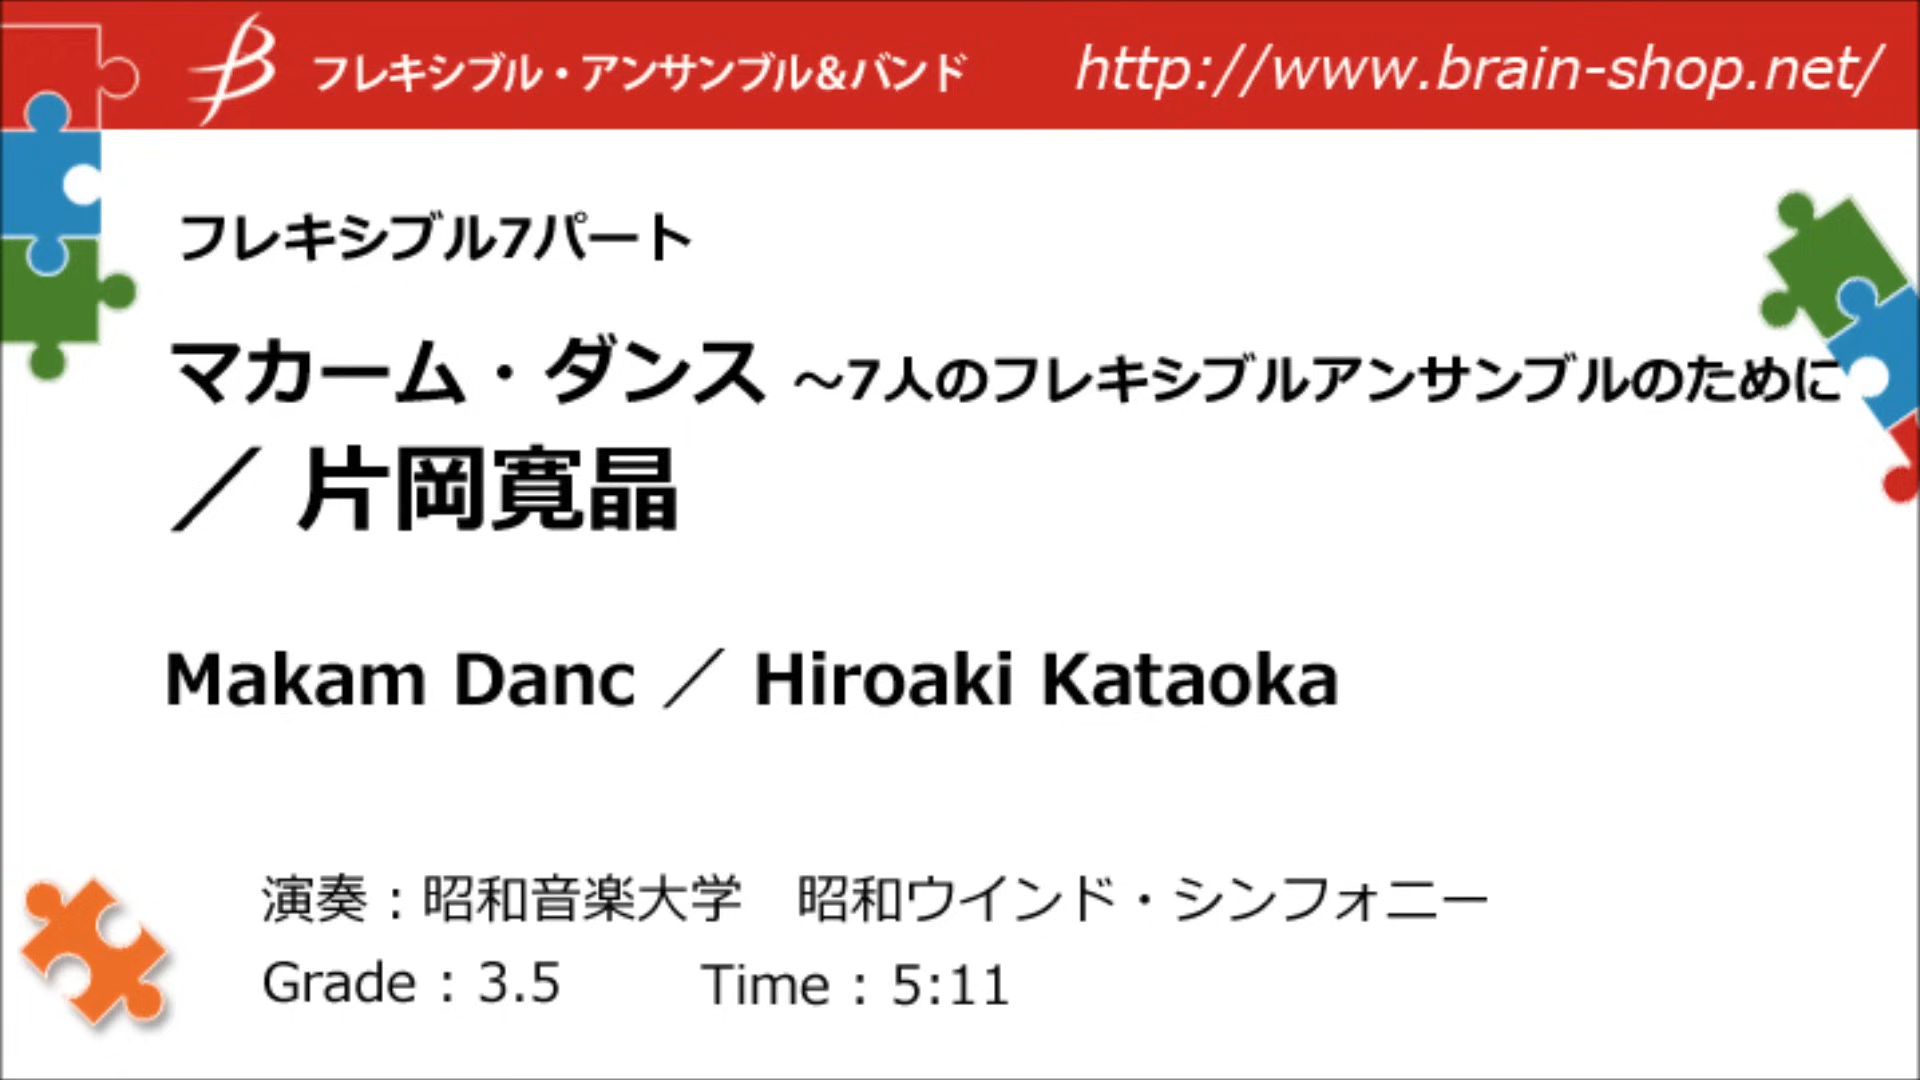 フレキシブル・アンサンブル&バンド http://www.brain-shop.net/
フレキシブル7パート
マカーム・ダンス ～7人のフレキシブルアンサンブルのために
／ 片岡寛晶
Makam Danc ／ Hiroaki Kataoka
演奏：昭和音楽大学　昭和ウインド・シンフォニー
Grade : 3.5 Time : 5:11